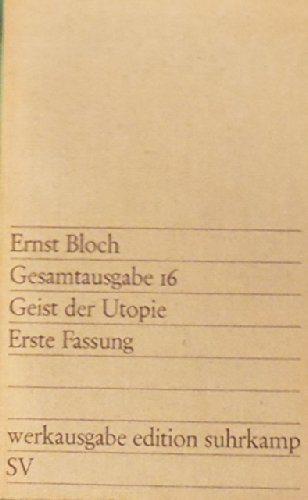 Ernst Bloch
Gesamtausgabe 16
Geist der Utopie
Erste Fassung
werkausgabe edition suhrkamp
SV